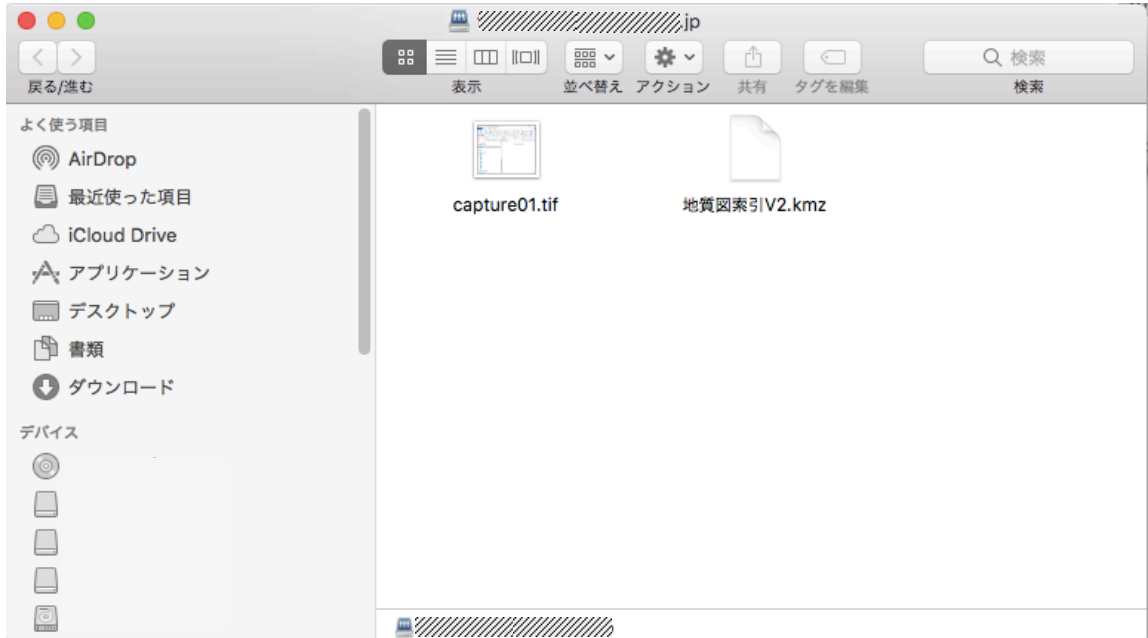 .jp
戻る/進む
表示
並べ替え
アクション
共有
タグを編集
検索
検索
よく使う項目
AirDrop
最近使った項目
iCloud Drive
アプリケーション
デスクトップ
書類
ダウンロード
デバイス
capture01.tif
地質図索引V2.kmz